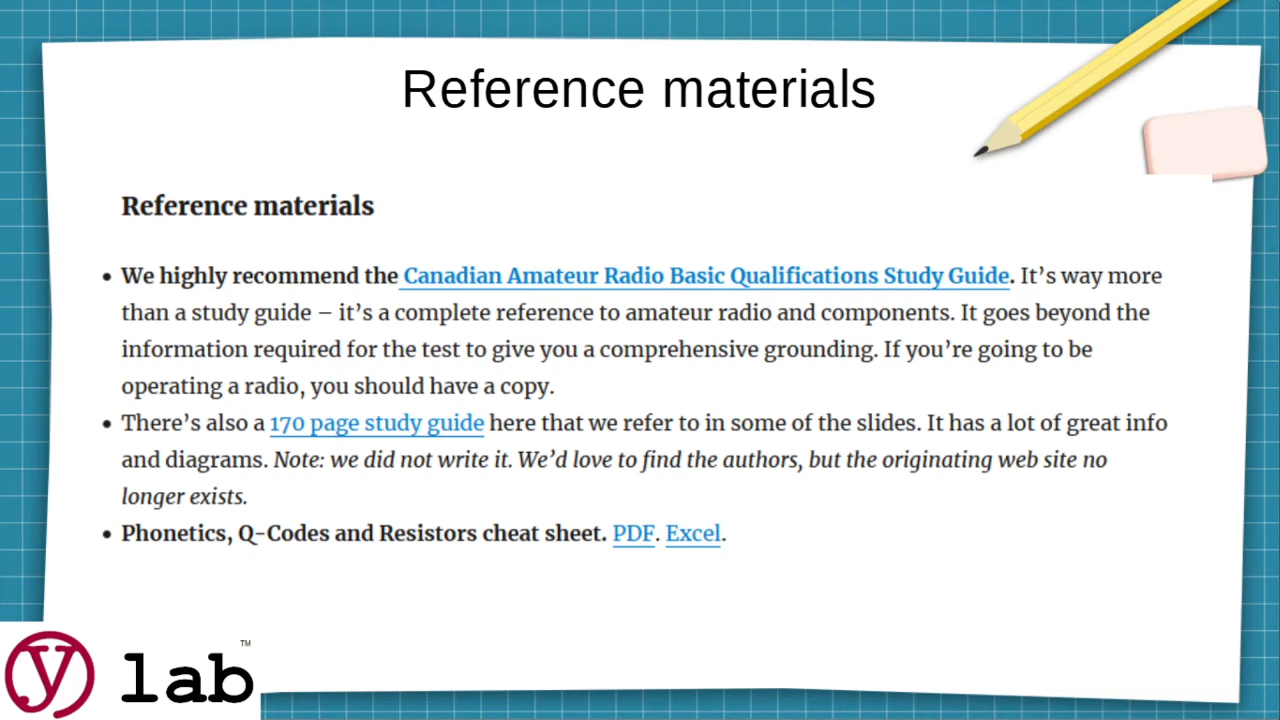 Reference materials
Reference materials
• We highly recommend the Canadian Amateur Radio Basic Qualifications Study Guide. It’s way more
than a study guide – it’s a complete reference to amateur radio and components. It goes beyond the
information required for the test to give you a comprehensive grounding. If you’re going to be
operating a radio, you should have a copy.
• There’s also a 170 page study guide here that we refer to in some of the slides. It has a lot of great info
and diagrams. Note: we did not write it. We’d love to find the authors, but the originating web site no
longer exists.
• Phonetics, Q-Codes and Resistors cheat sheet. PDF. Excel.
y lab™